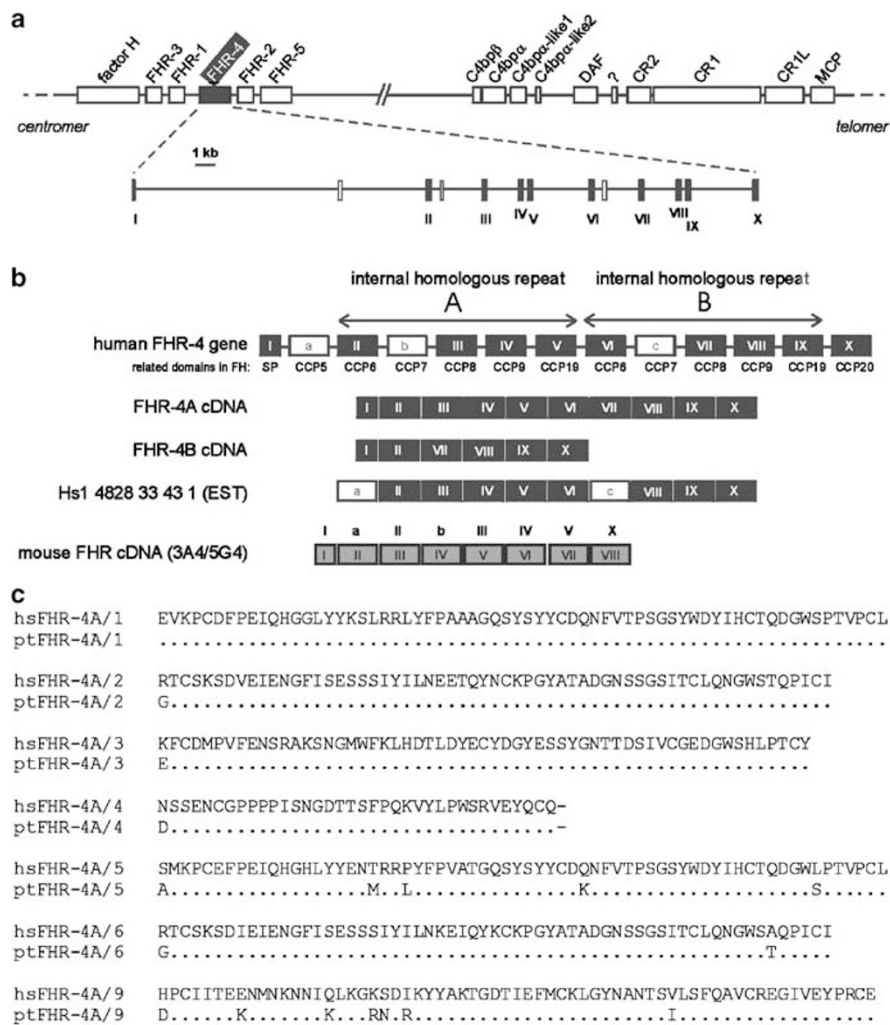 a
factor H FHR-3 FHR-1 FHR-4 FHR-2 FHR-5 C4bpβ C4bpα C4bpα-like1 C4bpα-like2 DAF ? CR2 CR1 CR1L MCP
centromer telomer
1 kb
I II III IV V VI VII VIII IX X
b
internal homologous repeat internal homologous repeat
A B
human FHR-4 gene I a II b III IV V VI c VII VIII IX X
related domains in FH: SP CCP5 CCP6 CCP7 CCP8 CCP9 CCP19 CCP6 CCP7 CCP8 CCP9 CCP19 CCP20
FHR-4A cDNA I II III IV V VI VII VIII IX X
FHR-4B cDNA I II VII VIII IX X
Hs1 4828 33 43 1 (EST) a II III IV V VI c VIII IX X
I a II b III IV V X
mouse FHR cDNA (3A4/5G4) I II III IV V VI VII VIII
c
hsFHR-4A/1 EVKPCDFPEIQHGGLYYKSLRRLYFPAAAGQSYSYYCDQNFVTPSGSYWDYIHCTQDGWSPTVPCL
ptFHR-4A/1 .................................................................
hsFHR-4A/2 RTCSKSDVEIENGFISESSSIYILNEETQYNCKPGYATADGNSSGSITCLQNGWSTQPICI
ptFHR-4A/2 G............................................................
hsFHR-4A/3 KFCDMPVFENSRAKSNGMWFKLHDTLDYECYDGYESSYGNTTDSIVCGEDGWSHLPTCY
ptFHR-4A/3 E..........................................................
hsFHR-4A/4 NSSENCGPPPPISNGDTTSFPQKVYLPWSRVEYQCQ-
ptFHR-4A/4 D...................................-
hsFHR-4A/5 SMKPCEFPEIQHGHLYYENTRRPYFPVATGQSYSYYCDQNFVTPSGSYWDYIHCTQDGWLPTVPCL
ptFHR-4A/5 A..................M..L...............K....................S......
hsFHR-4A/6 RTCSKSDIEIENGFISESSSIYILNKEIQYKCKPGYATADGNSSGSITCLQNGWSAQPICI
ptFHR-4A/6 G......................................................T.....
hsFHR-4A/9 HPCIITEENMNKNNIQLKGKSDIKYYAKTGDTIEFMCKLGYNANTSVLSFQAVCREGIVEYPRCE
ptFHR-4A/9 D......K.......K...RN.R.......................I..................